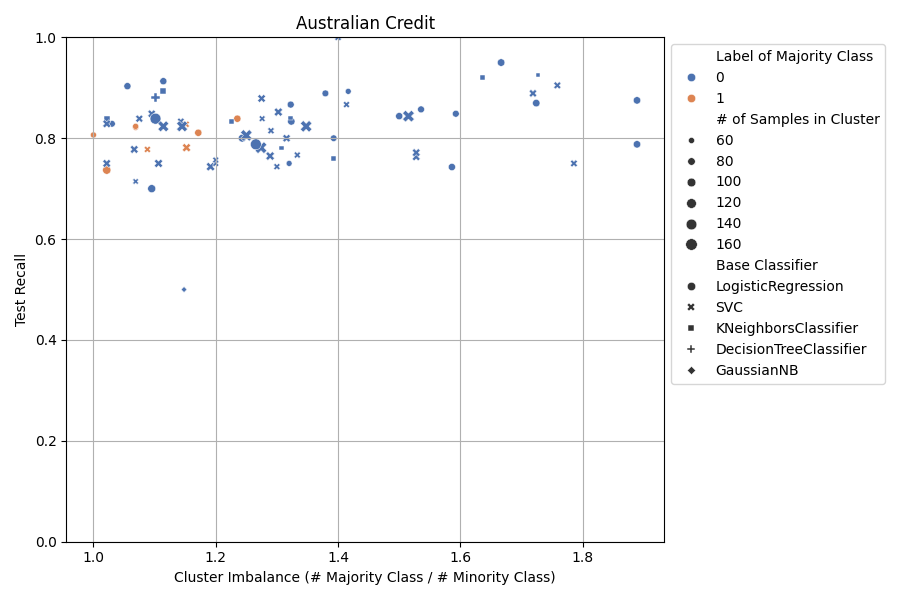 Australian Credit
1.0
0.8
0.6
0.4
0.2
0.0
Test Recall
1.0
1.2
1.4
1.6
1.8
Cluster Imbalance (# Majority Class / # Minority Class)
Label of Majority Class
0
1
# of Samples in Cluster
60
80
100
120
140
160
Base Classifier
LogisticRegression
SVC
KNeighborsClassifier
DecisionTreeClassifier
GaussianNB